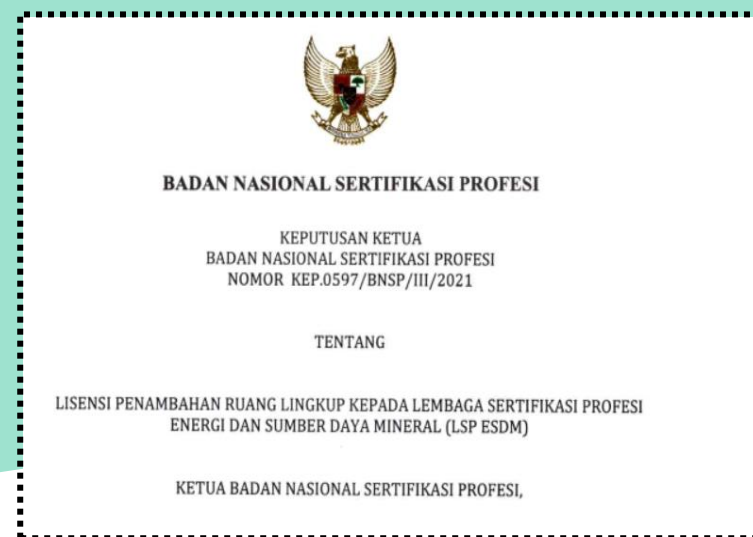 BADAN NASIONAL SERTIFIKASI PROFESI
KEPUTUSAN KETUA
BADAN NASIONAL SERTIFIKASI PROFESI
NOMOR KEP.0597/BNSP/III/2021
TENTANG
LISENSI PENAMBAHAN RUANG LINGKUP KEPADA LEMBAGA SERTIFIKASI PROFESI
ENERGI DAN SUMBER DAYA MINERAL (LSP ESDM)
KETUA BADAN NASIONAL SERTIFIKASI PROFESI,